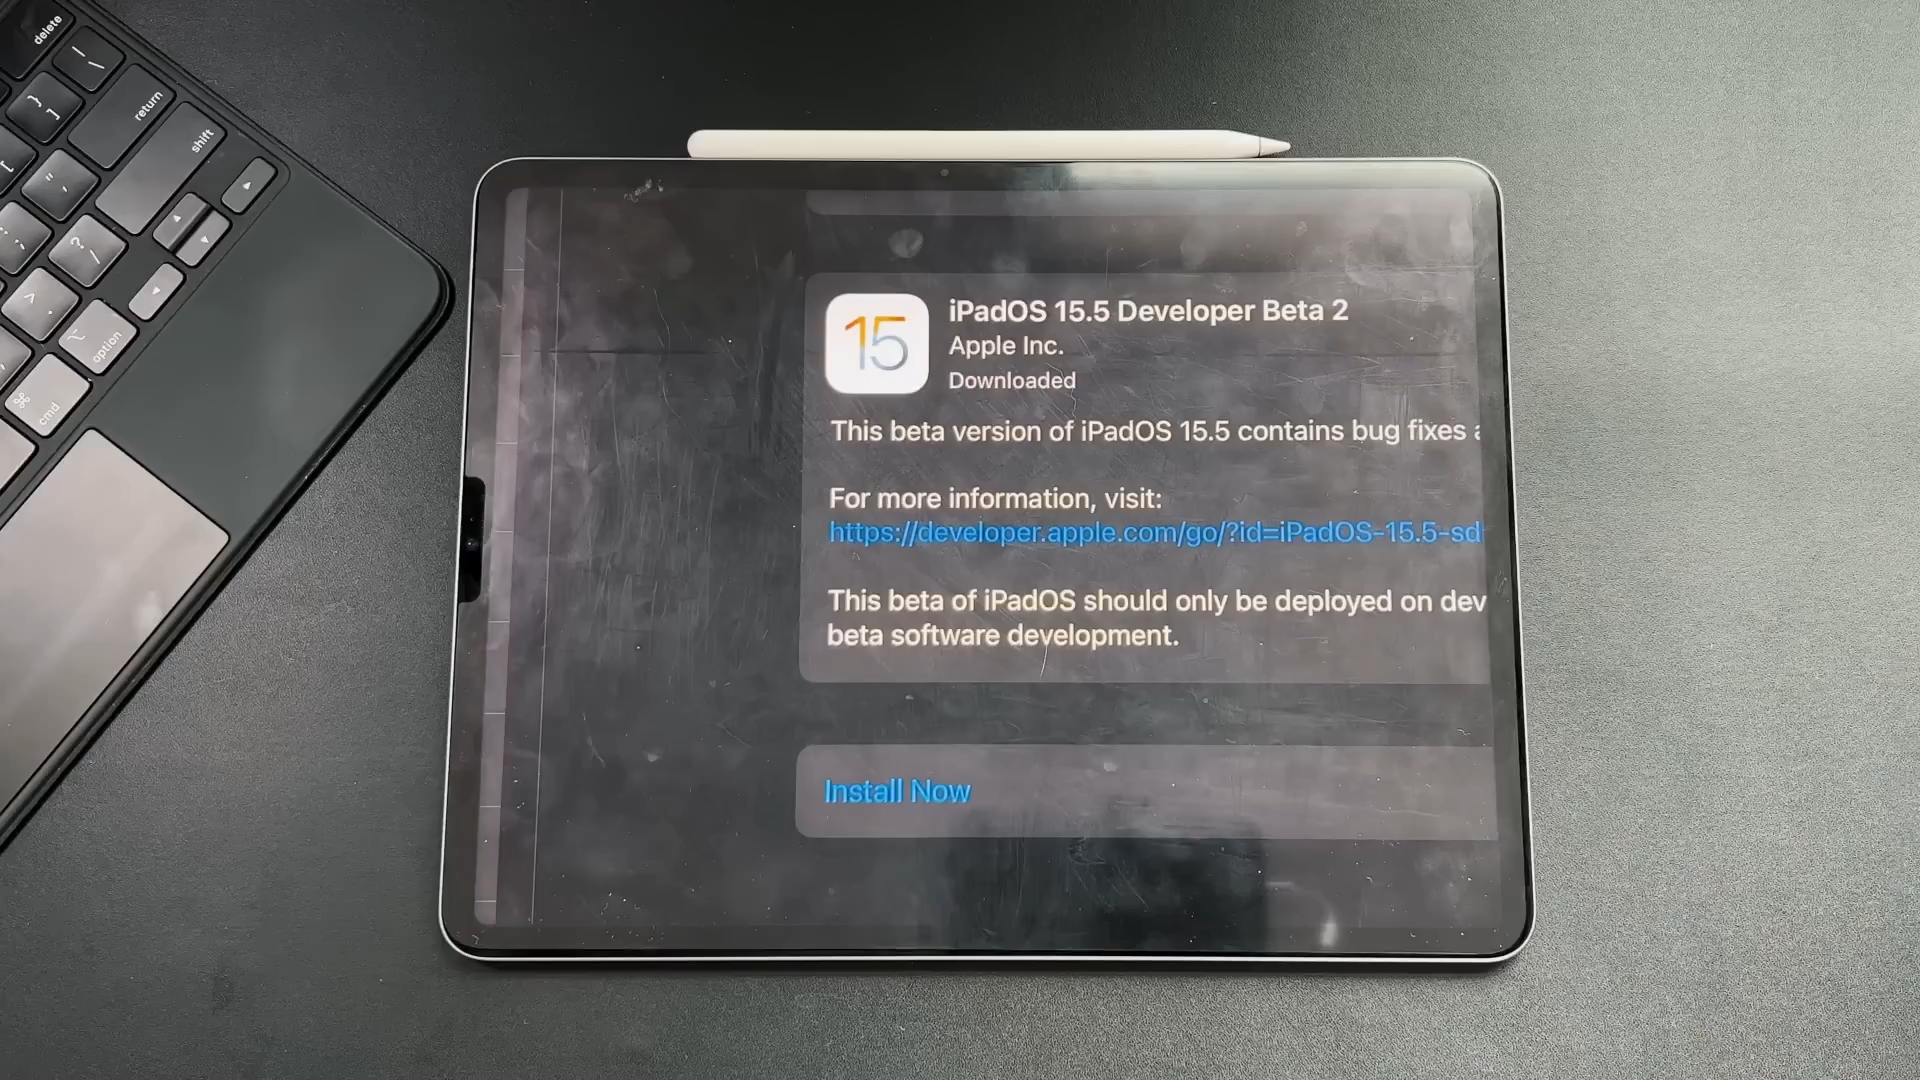 delete
return
shift
option
cmd
15
iPadOS 15.5 Developer Beta 2
Apple Inc.
Downloaded
This beta version of iPadOS 15.5 contains bug fixes
For more information, visit:
https://developer.apple.com/go/?id=iPadOS-15.5-sd
This beta of iPadOS should only be deployed on dev
beta software development.
Install Now